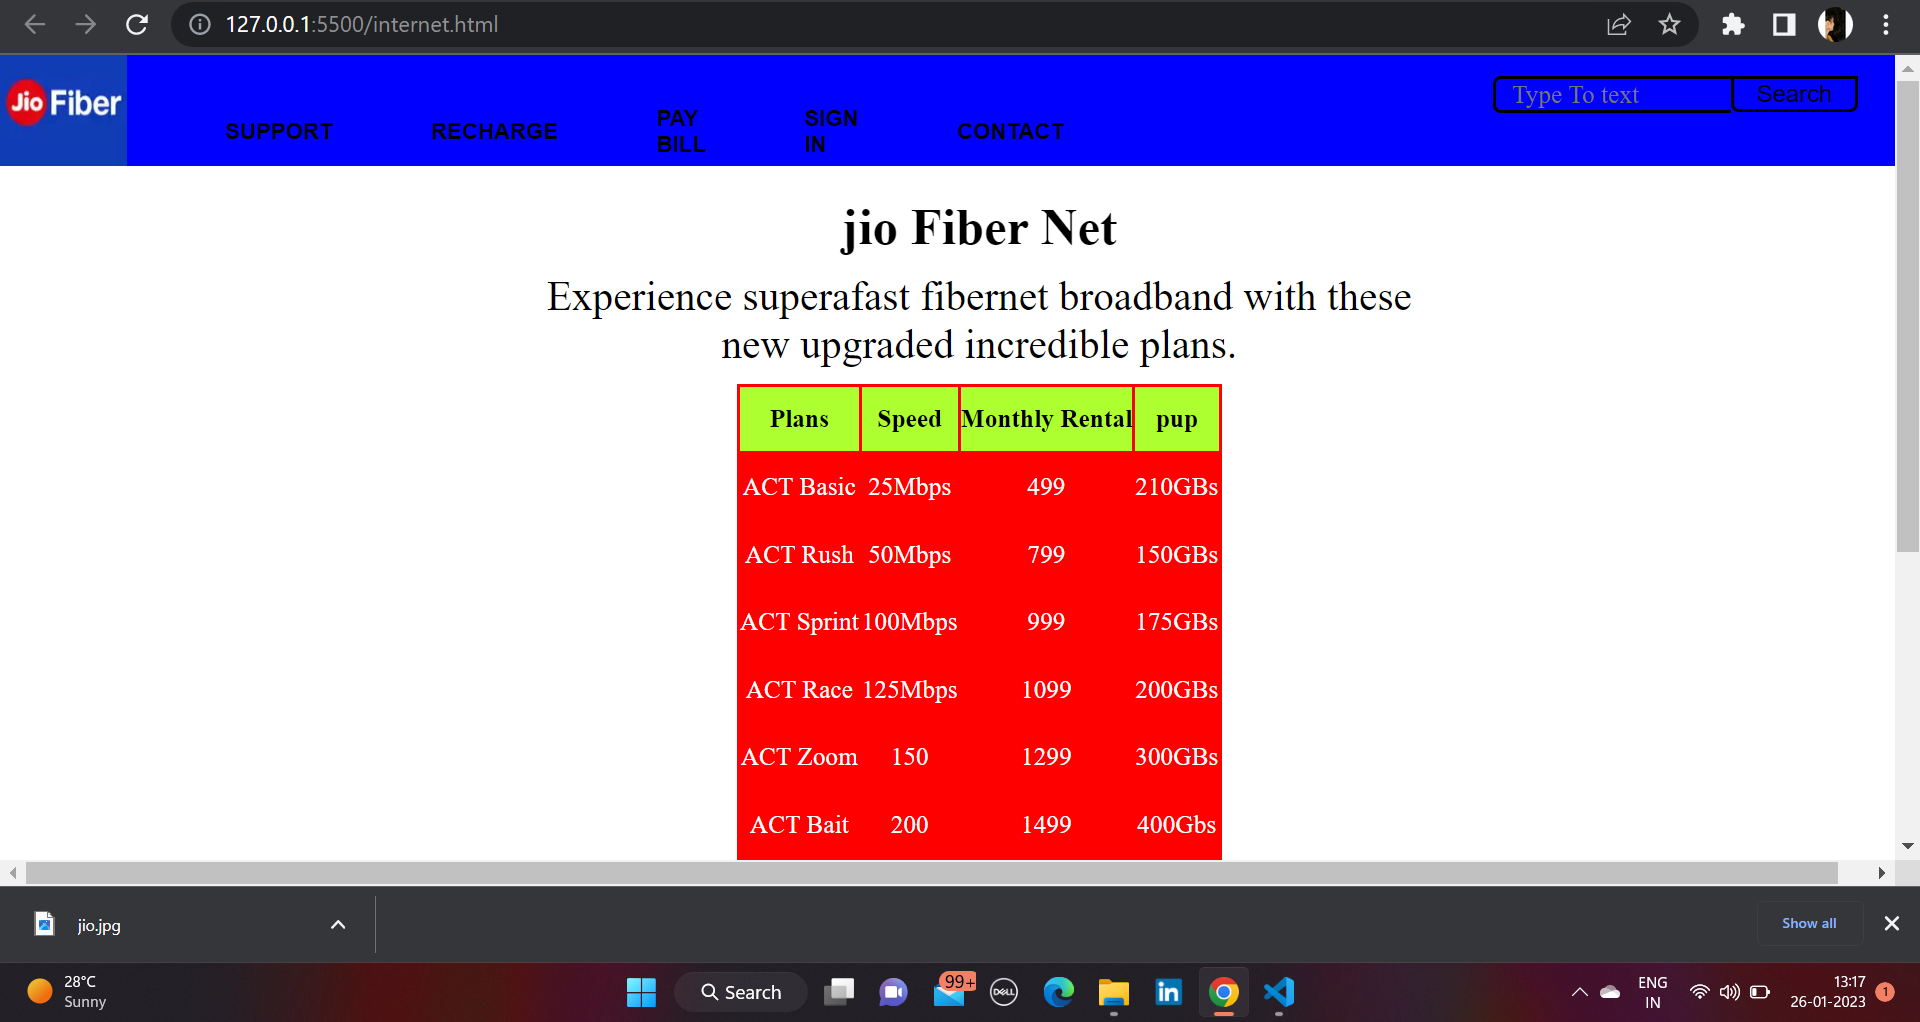 127.0.0.1:5500/internet.html
Jio Fiber
SUPPORT RECHARGE PAY BILL SIGN IN CONTACT
Type To text Search
jio Fiber Net
Experience superafast fibernet broadband with these
new upgraded incredible plans.
Plans Speed Monthly Rental pup
ACT Basic 25Mbps 499 210GBs
ACT Rush 50Mbps 799 150GBs
ACT Sprint 100Mbps 999 175GBs
ACT Race 125Mbps 1099 200GBs
ACT Zoom 150 1299 300GBs
ACT Bait 200 1499 400Gbs
jio.jpg Show all
28°C
Sunny
Search
99+
DELL
in
ENG
IN
13:17
26-01-2023
1